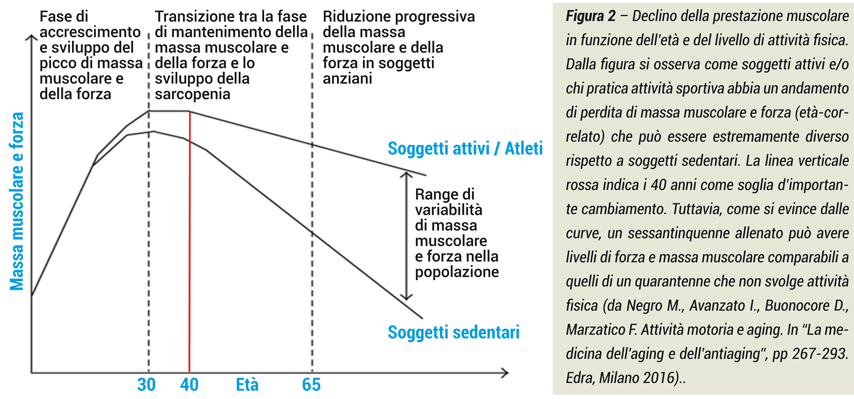 Fase di
accrescimento
e sviluppo del
picco di massa
muscolare e
della forza
Transizione tra la fase
di mantenimento della
massa muscolare e
della forza e lo
sviluppo della
sarcopenia
Riduzione progressiva
della massa
muscolare e della
forza in soggetti
anziani
Massa muscolare e forza
Soggetti attivi / Atleti
Range di
variabilità
di massa
muscolare
e forza nella
popolazione
Soggetti sedentari
30
40
Età
65
Figura 2 – Declino della prestazione muscolare
in funzione dell'età e del livello di attività fisica.
Dalla figura si osserva come soggetti attivi e/o
chi pratica attività sportiva abbia un andamento
di perdita di massa muscolare e forza (età-cor-
relato) che può essere estremamente diverso
rispetto a soggetti sedentari. La linea verticale
rossa indica i 40 anni come soglia d'importan-
te cambiamento. Tuttavia, come si evince dalle
curve, un sessantinquenne allenato può avere
livelli di forza e massa muscolare comparabili a
quelli di un quarantenne che non svolge attività
fisica (da Negro M., Avanzato I., Buonocore D.,
Marzatico F. Attività motoria e aging. In “La me-
dicina dell'aging e dell'antiaging”, pp 267-293.
Edra, Milano 2016)..